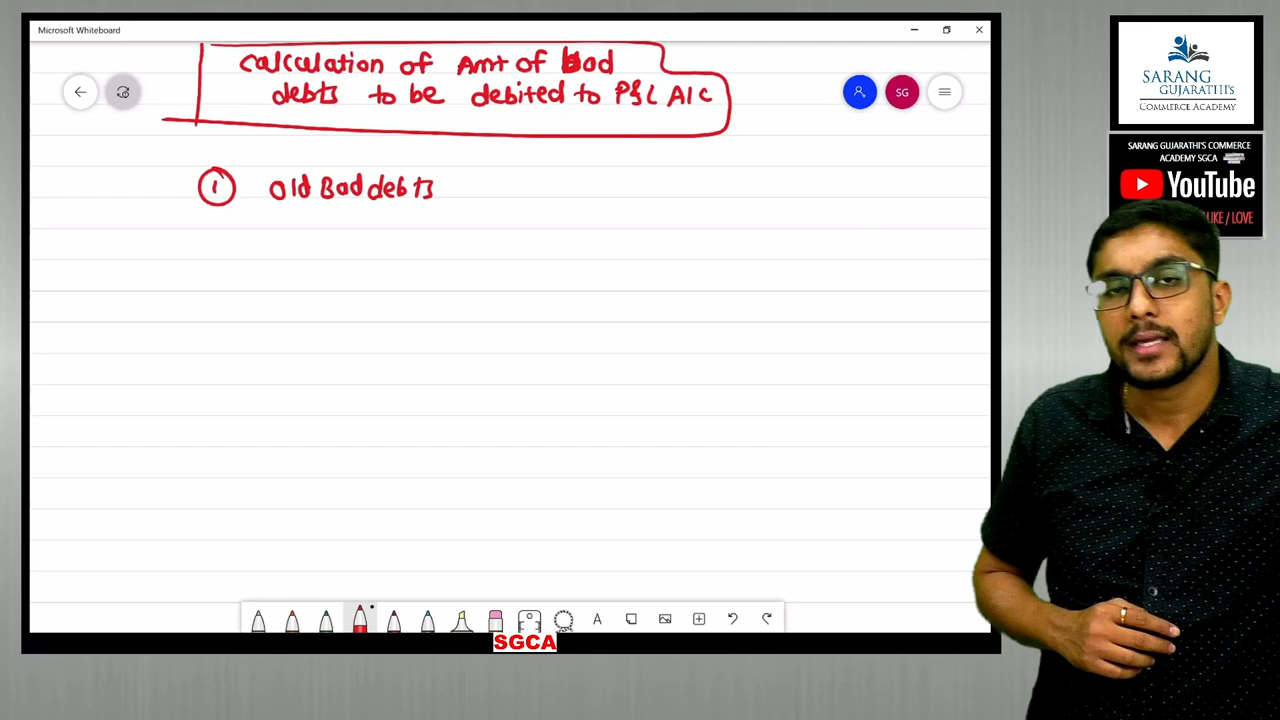 Microsoft Whiteboard
Calculation of Amt of Bad
debts to be debited to P&L A/C
SG
1 Old Bad debts
SARANG
GUJARATHI'S
COMMERCE ACADEMY
SARANG GUJARATHI'S COMMERCE
ACADEMY SGCA
YouTube
LIKE / LOVE
A
SGCA